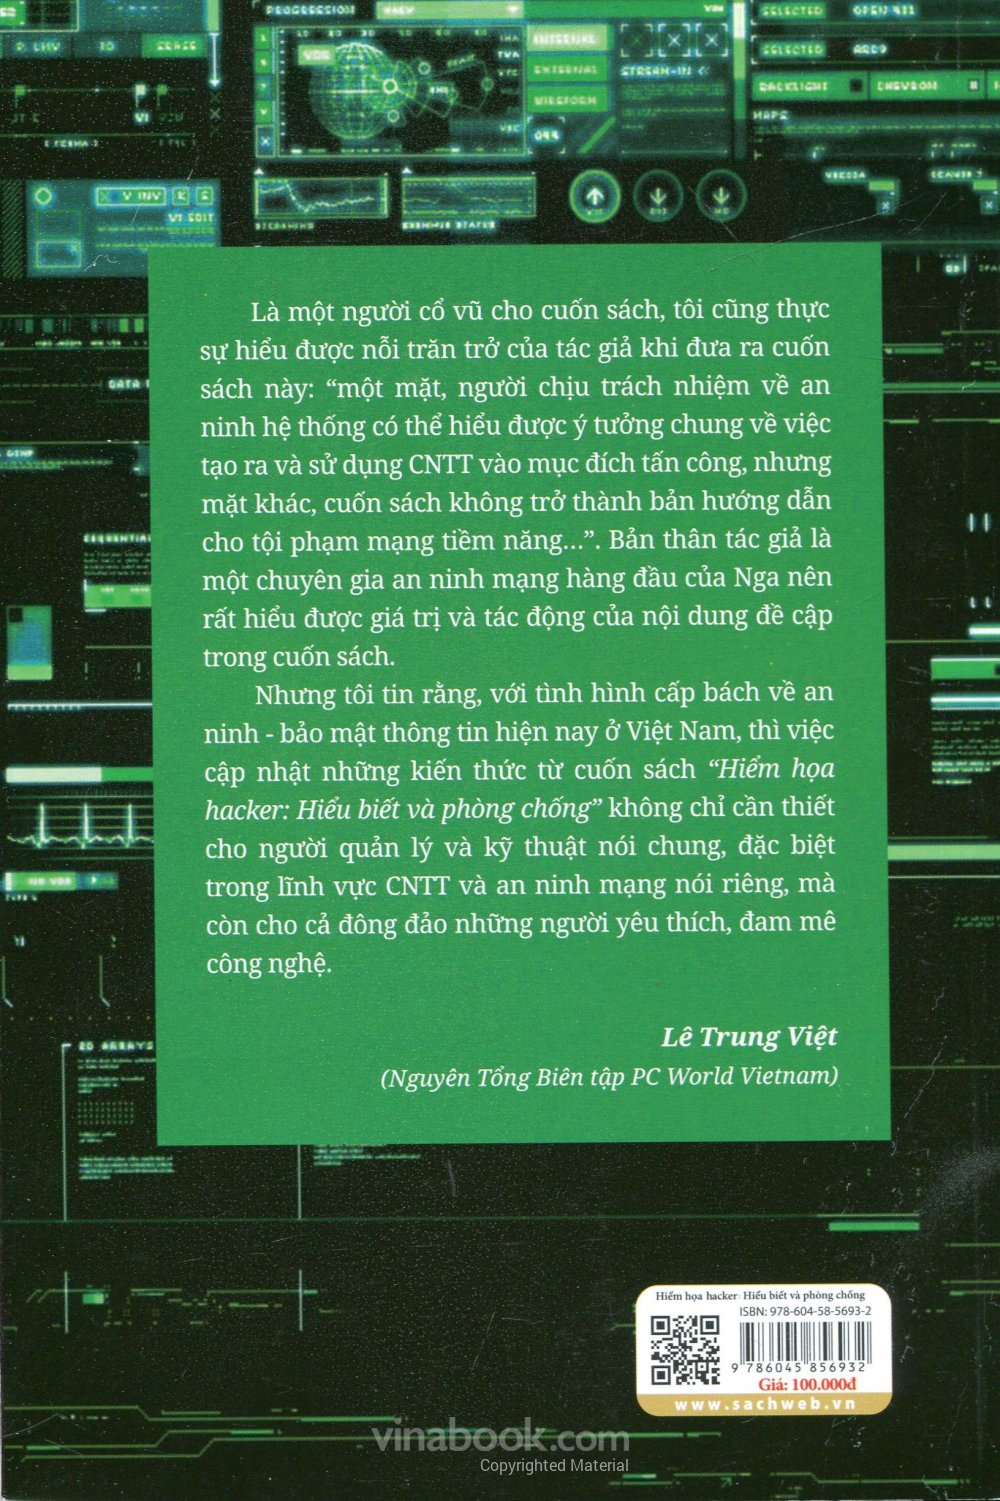 PROGRESSION
INTERNAL
EXTERNAL
STREAM-IN
SELECTED
SELECTED
BACKLIGHT
CHEVRON
MAPS
V INV
VI EDIT
Là một người cổ vũ cho cuốn sách, tôi cũng thực
sự hiểu được nỗi trăn trở của tác giả khi đưa ra cuốn
sách này: “một mặt, người chịu trách nhiệm về an
ninh hệ thống có thể hiểu được ý tưởng chung về việc
tạo ra và sử dụng CNTT vào mục đích tấn công, nhưng
mặt khác, cuốn sách không trở thành bản hướng dẫn
cho tội phạm mạng tiềm năng...”. Bản thân tác giả là
một chuyên gia an ninh mạng hàng đầu của Nga nên
rất hiểu được giá trị và tác động của nội dung đề cập
trong cuốn sách.
Nhưng tôi tin rằng, với tình hình cấp bách về an
ninh - bảo mật thông tin hiện nay ở Việt Nam, thì việc
cập nhật những kiến thức từ cuốn sách “Hiểm họa
hacker: Hiểu biết và phòng chống” không chỉ cần thiết
cho người quản lý và kỹ thuật nói chung, đặc biệt
trong lĩnh vực CNTT và an ninh mạng nói riêng, mà
còn cho cả đông đảo những người yêu thích, đam mê
công nghệ.
Lê Trung Việt
(Nguyên Tổng Biên tập PC World Vietnam)
2D ARRAYS
Hiểm họa hacker: Hiểu biết và phòng chống
ISBN: 978-604-58-5693-2
9 786045 856932
Giá: 100.000đ
www.sachweb.vn
vinabook.com
Copyrighted Material